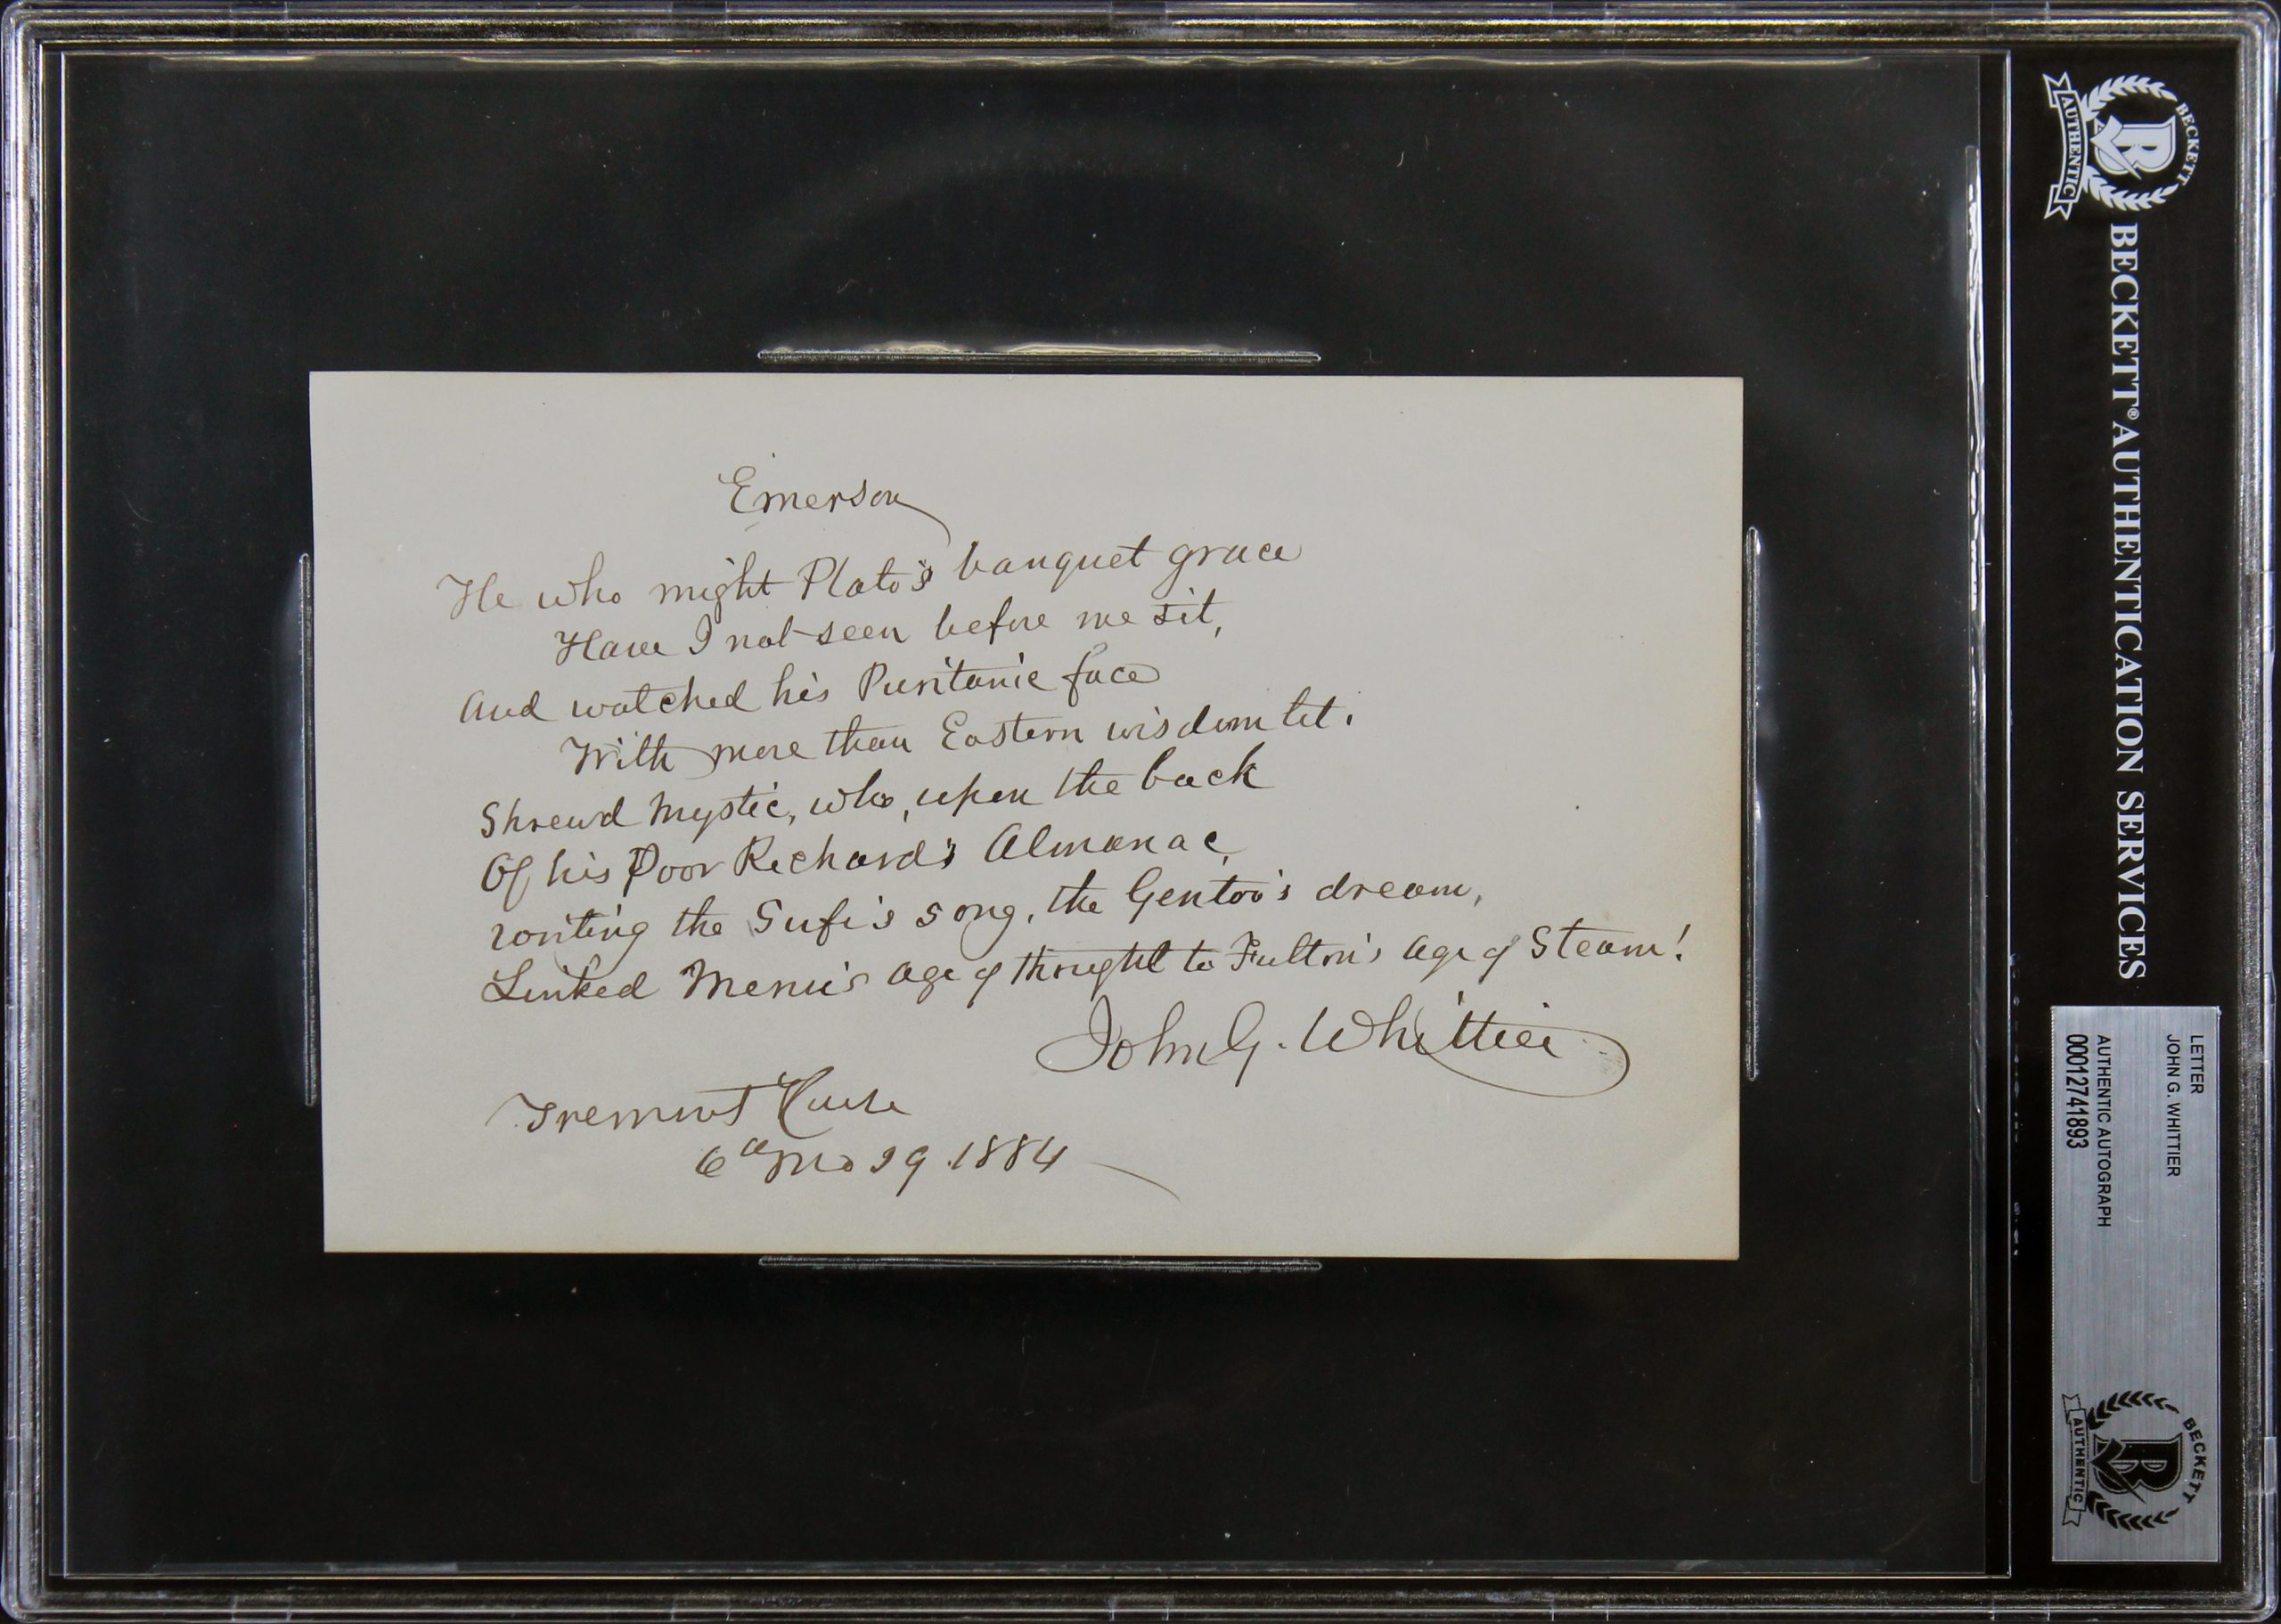 Emerson
He who might Plato's banquet grace
Have I not seen before me sit,
And watched his Puritanic face
With more than Eastern wisdom lit.
Shrewd Mystic, who, upon the back
Of his Poor Richard's Almanac,
writing the Sufi's song, the Gentoo's dream,
Linked Menu's age of thought to Fulton's age of Steam!
John G. Whittier
Tremont House
6th Mo 29. 1884
BECKETT
AUTHENTIC
BECKETT® AUTHENTICATION SERVICES
LETTER
JOHN G. WHITTIER
AUTHENTIC AUTOGRAPH
00012741893
BECKETT
AUTHENTIC